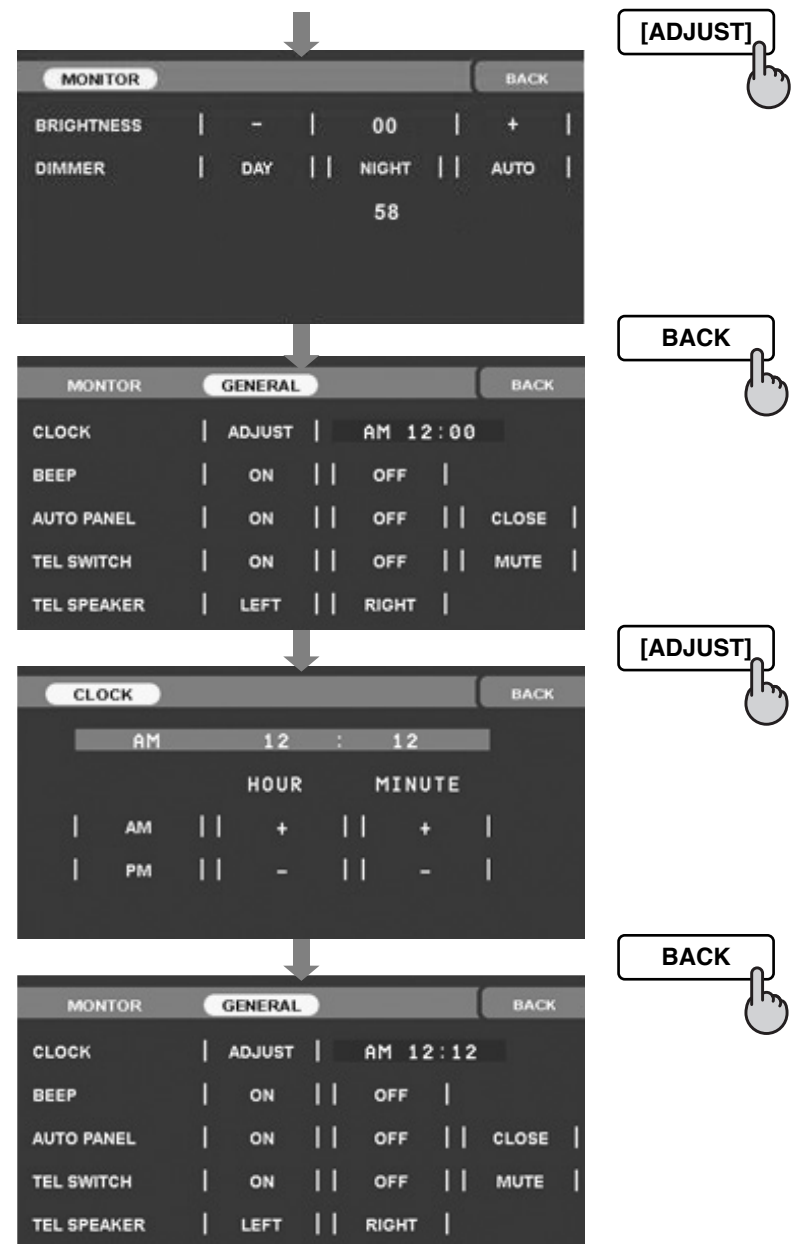 [ADJUST]
MONITOR BACK
BRIGHTNESS | - | 00 | + |
DIMMER | DAY || NIGHT || AUTO |
58
BACK
MONTOR GENERAL BACK
CLOCK | ADJUST | AM 12:00
BEEP | ON || OFF |
AUTO PANEL | ON || OFF || CLOSE |
TEL SWITCH | ON || OFF || MUTE |
TEL SPEAKER | LEFT || RIGHT |
[ADJUST]
CLOCK BACK
AM 12 : 12
HOUR MINUTE
| AM || + || + |
| PM || - || - |
BACK
MONTOR GENERAL BACK
CLOCK | ADJUST | AM 12:12
BEEP | ON || OFF |
AUTO PANEL | ON || OFF || CLOSE |
TEL SWITCH | ON || OFF || MUTE |
TEL SPEAKER | LEFT || RIGHT |